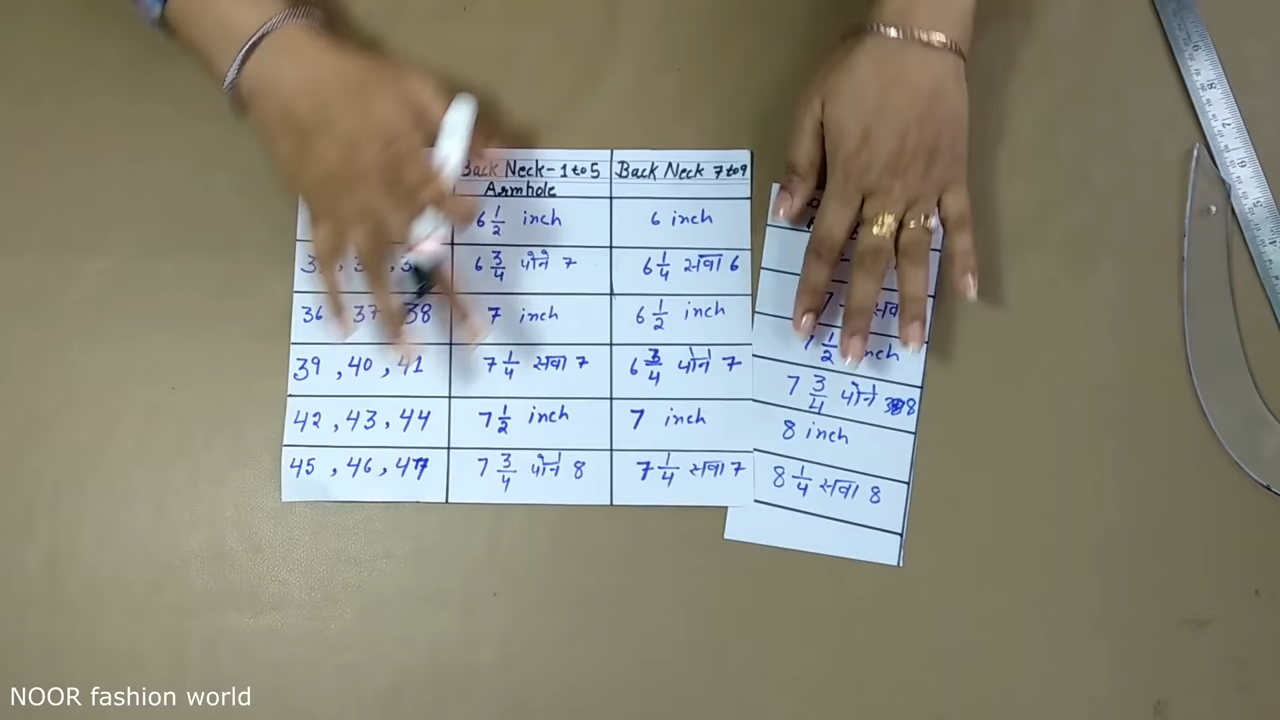 Back Neck-1 to 5 Back Neck 7 to 9
Armhole
6 1/2 inch 6 inch
6 3/4 पोने 7 6 1/4 सवा 6
36, 37, 38 7 inch 6 1/2 inch
39, 40, 41 7 1/4 सवा 7 6 3/4 पोने 7
42, 43, 44 7 1/2 inch 7 inch
45, 46, 47 7 3/4 पोने 8 7 1/4 सवा 7
7 1/2 inch
7 3/4 पोने 8
8 inch
8 1/4 सवा 8
NOOR fashion world